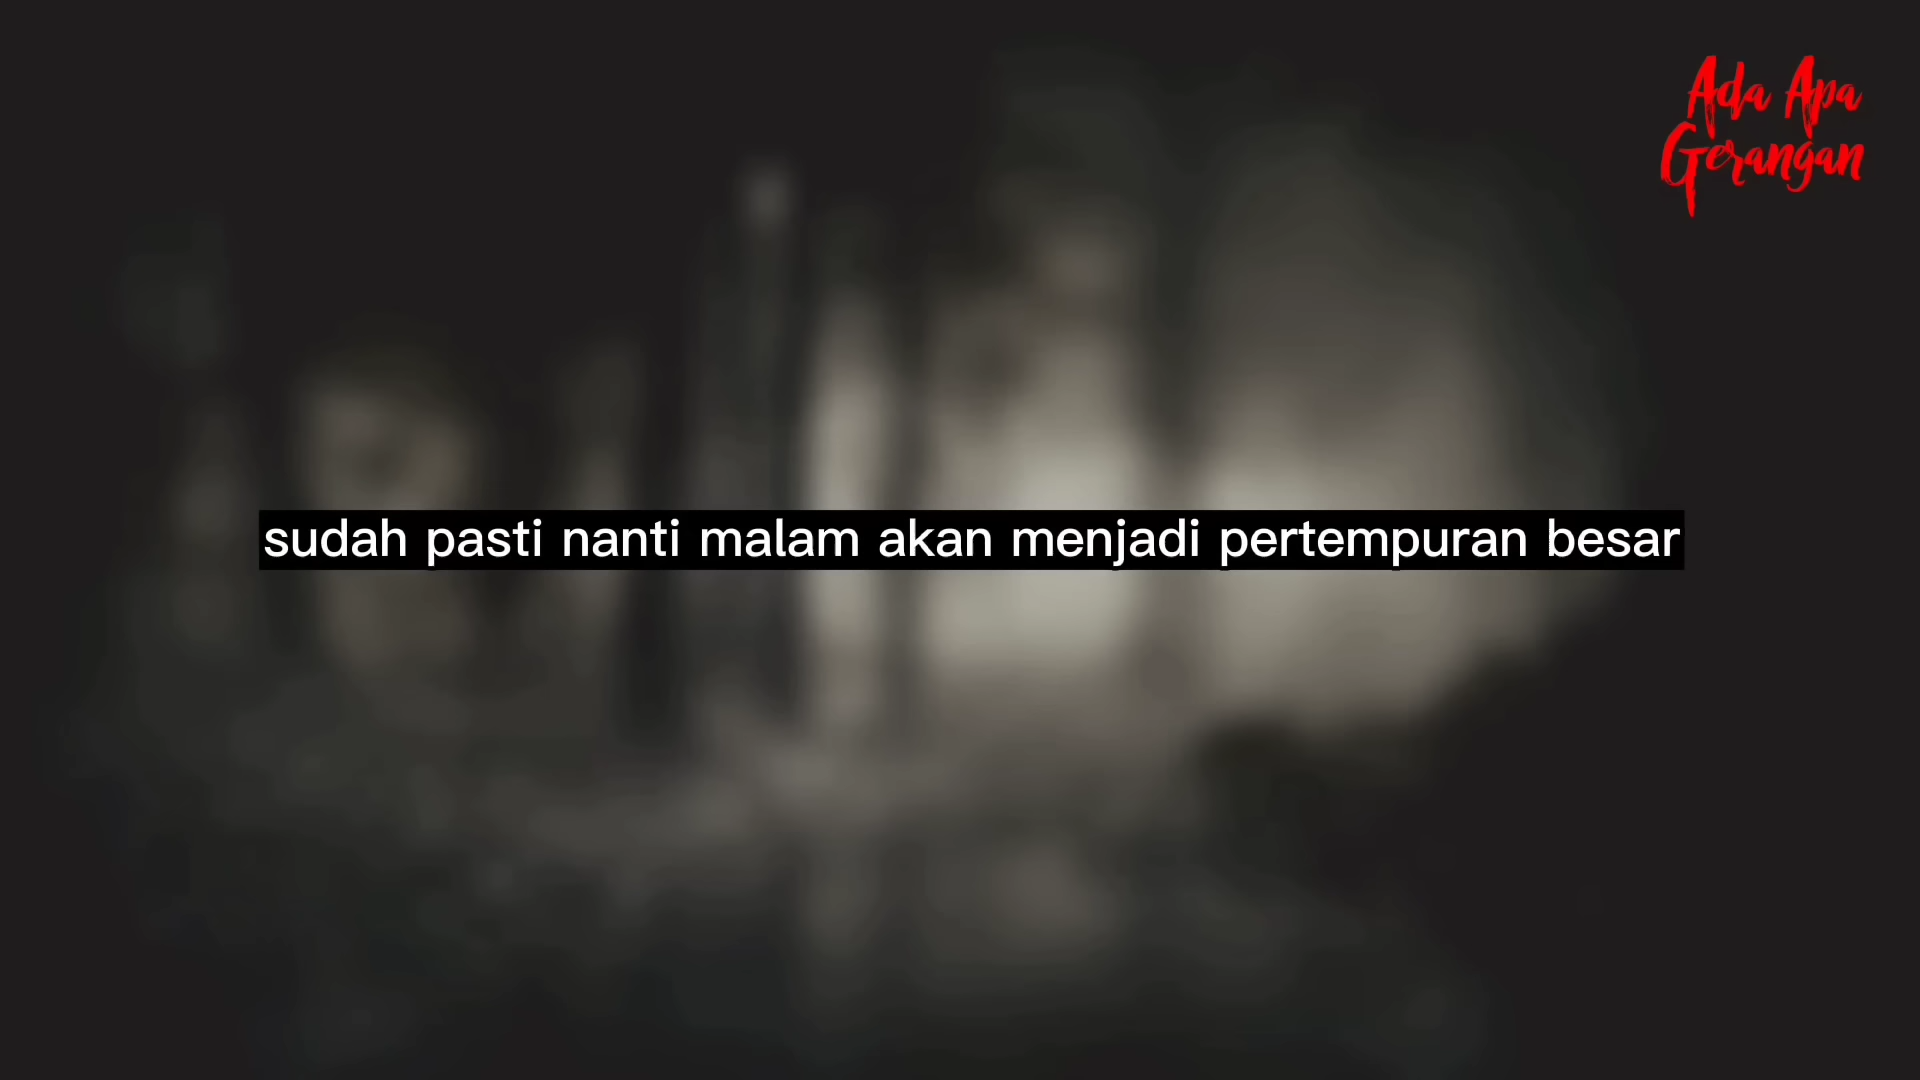 Ada Apa
Gerangan
sudah pasti nanti malam akan menjadi pertempuran besar